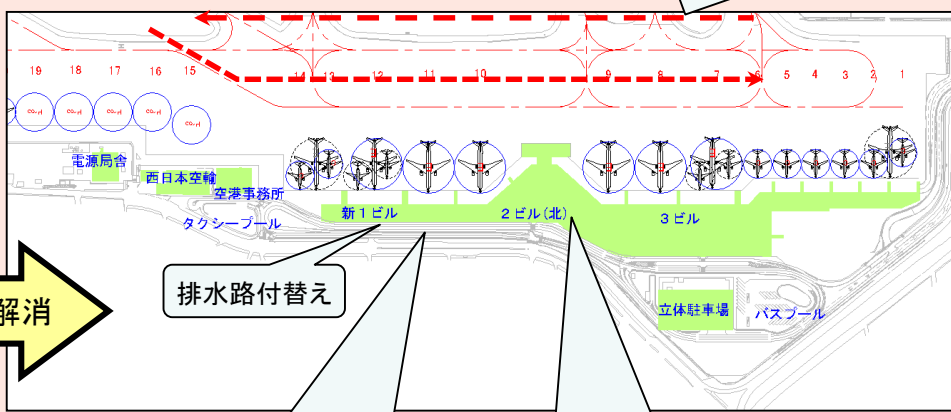 19 18 17 16 15 14 13 12 11 10 9 8 7 6 5 4 3 2 1
電源局舎
西日本空輸
空港事務所
タクシープール
新1ビル
2ビル(北)
3ビル
排水路付替え
解消
立体駐車場
バスプール